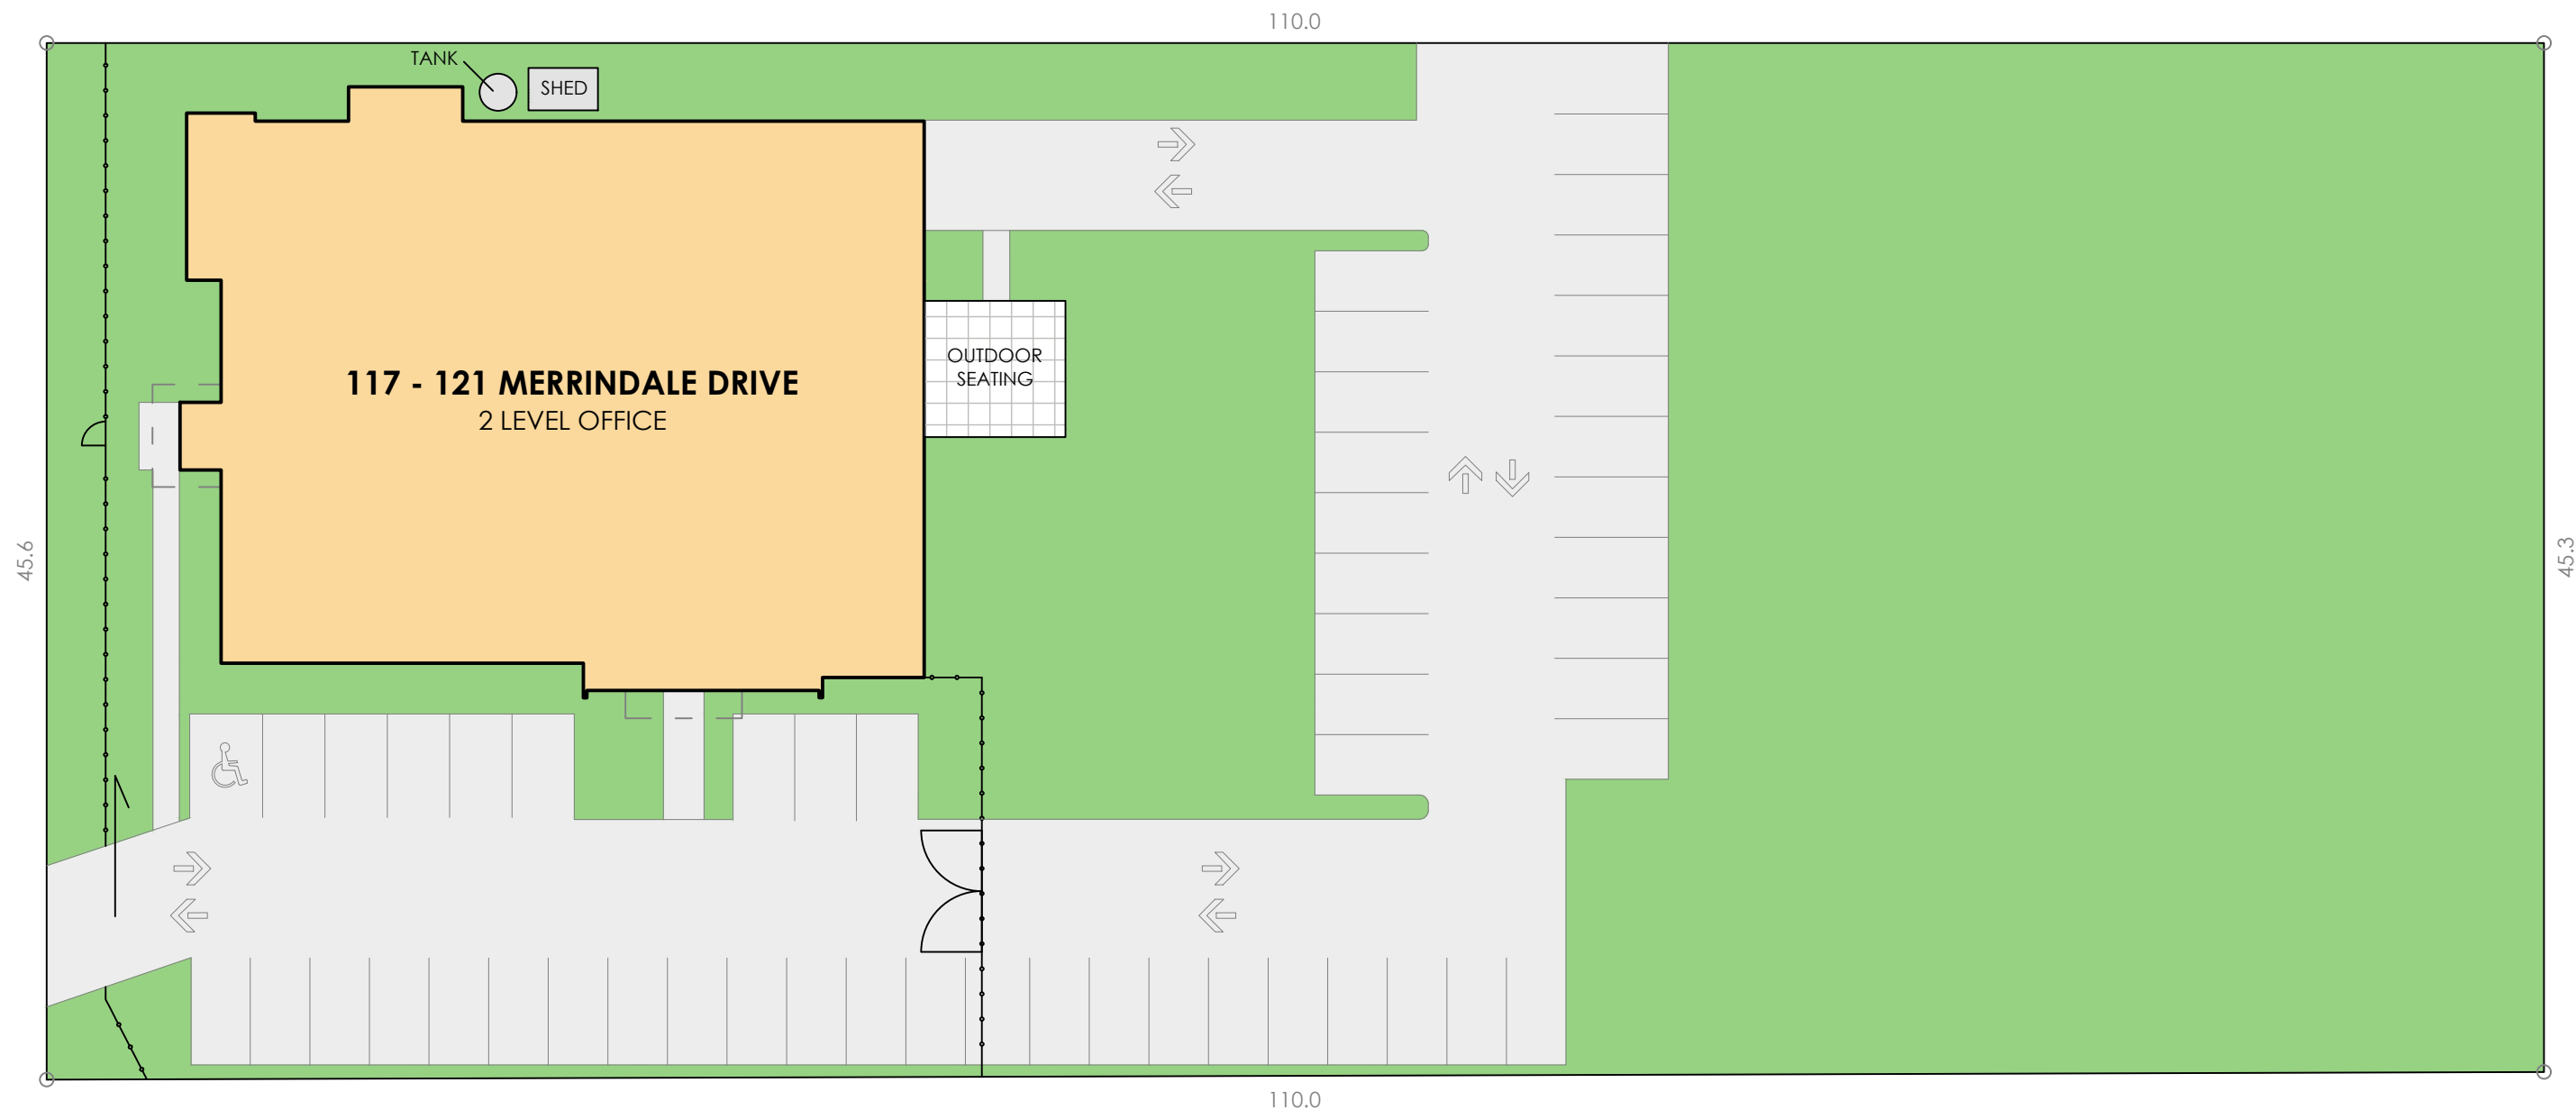 110.0
TANK
SHED
117 - 121 MERRINDALE DRIVE
2 LEVEL OFFICE
OUTDOOR
SEATING
45.6
45.3
110.0